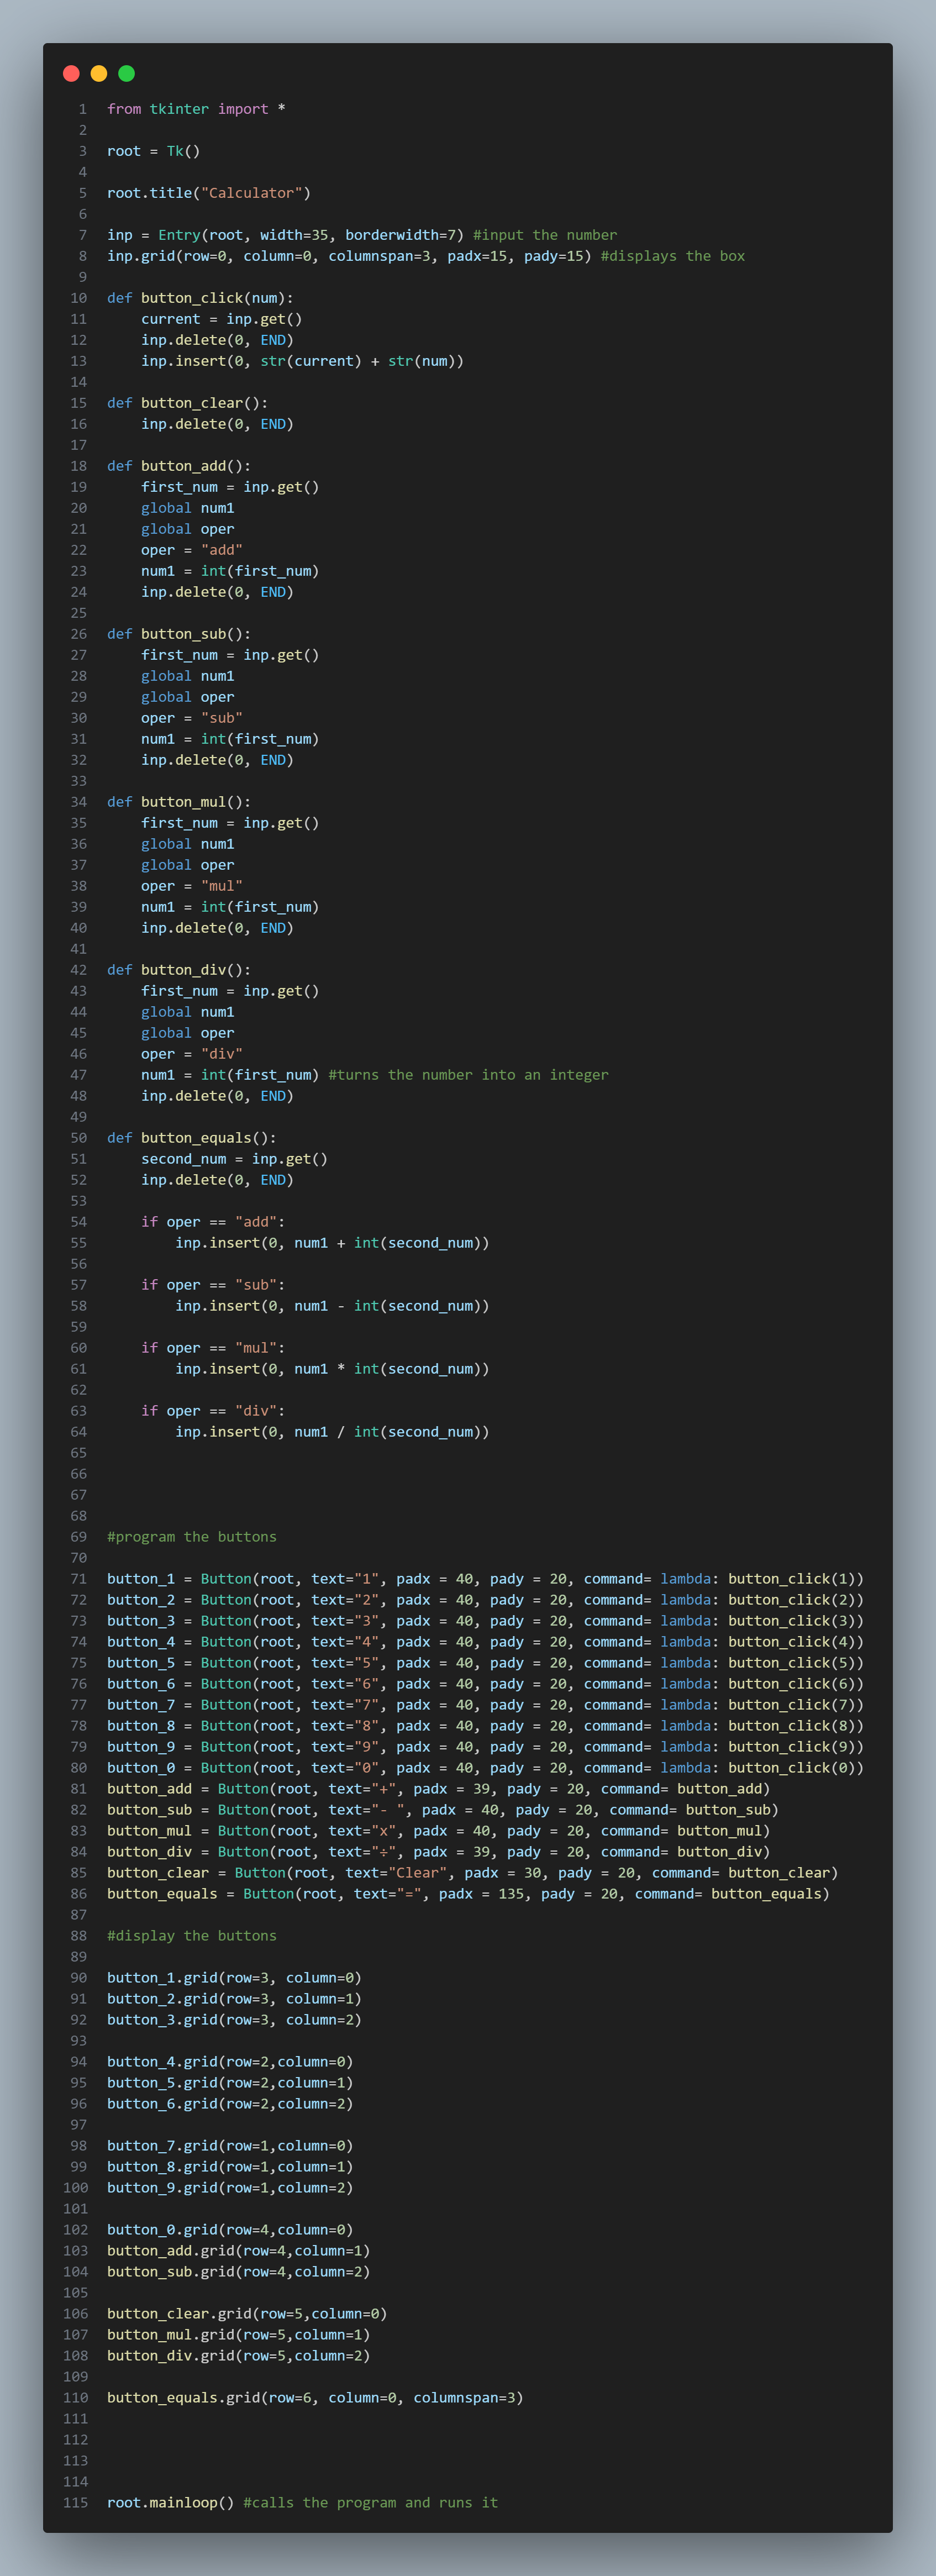 1 from tkinter import *
2
3 root = Tk()
4
5 root.title("Calculator")
6
7 inp = Entry(root, width=35, borderwidth=7) #input the number
8 inp.grid(row=0, column=0, columnspan=3, padx=15, pady=15) #displays the box
9
10 def button_click(num):
11     current = inp.get()
12     inp.delete(0, END)
13     inp.insert(0, str(current) + str(num))
14
15 def button_clear():
16     inp.delete(0, END)
17
18 def button_add():
19     first_num = inp.get()
20     global num1
21     global oper
22     oper = "add"
23     num1 = int(first_num)
24     inp.delete(0, END)
25
26 def button_sub():
27     first_num = inp.get()
28     global num1
29     global oper
30     oper = "sub"
31     num1 = int(first_num)
32     inp.delete(0, END)
33
34 def button_mul():
35     first_num = inp.get()
36     global num1
37     global oper
38     oper = "mul"
39     num1 = int(first_num)
40     inp.delete(0, END)
41
42 def button_div():
43     first_num = inp.get()
44     global num1
45     global oper
46     oper = "div"
47     num1 = int(first_num) #turns the number into an integer
48     inp.delete(0, END)
49
50 def button_equals():
51     second_num = inp.get()
52     inp.delete(0, END)
53
54     if oper == "add":
55         inp.insert(0, num1 + int(second_num))
56
57     if oper == "sub":
58         inp.insert(0, num1 - int(second_num))
59
60     if oper == "mul":
61         inp.insert(0, num1 * int(second_num))
62
63     if oper == "div":
64         inp.insert(0, num1 / int(second_num))
65
66
67
68
69 #program the buttons
70
71 button_1 = Button(root, text="1", padx = 40, pady = 20, command= lambda: button_click(1))
72 button_2 = Button(root, text="2", padx = 40, pady = 20, command= lambda: button_click(2))
73 button_3 = Button(root, text="3", padx = 40, pady = 20, command= lambda: button_click(3))
74 button_4 = Button(root, text="4", padx = 40, pady = 20, command= lambda: button_click(4))
75 button_5 = Button(root, text="5", padx = 40, pady = 20, command= lambda: button_click(5))
76 button_6 = Button(root, text="6", padx = 40, pady = 20, command= lambda: button_click(6))
77 button_7 = Button(root, text="7", padx = 40, pady = 20, command= lambda: button_click(7))
78 button_8 = Button(root, text="8", padx = 40, pady = 20, command= lambda: button_click(8))
79 button_9 = Button(root, text="9", padx = 40, pady = 20, command= lambda: button_click(9))
80 button_0 = Button(root, text="0", padx = 40, pady = 20, command= lambda: button_click(0))
81 button_add = Button(root, text="+", padx = 39, pady = 20, command= button_add)
82 button_sub = Button(root, text="- ", padx = 40, pady = 20, command= button_sub)
83 button_mul = Button(root, text="x", padx = 40, pady = 20, command= button_mul)
84 button_div = Button(root, text="÷", padx = 39, pady = 20, command= button_div)
85 button_clear = Button(root, text="Clear", padx = 30, pady = 20, command= button_clear)
86 button_equals = Button(root, text="=", padx = 135, pady = 20, command= button_equals)
87
88 #display the buttons
89
90 button_1.grid(row=3, column=0)
91 button_2.grid(row=3, column=1)
92 button_3.grid(row=3, column=2)
93
94 button_4.grid(row=2,column=0)
95 button_5.grid(row=2,column=1)
96 button_6.grid(row=2,column=2)
97
98 button_7.grid(row=1,column=0)
99 button_8.grid(row=1,column=1)
100 button_9.grid(row=1,column=2)
101
102 button_0.grid(row=4,column=0)
103 button_add.grid(row=4,column=1)
104 button_sub.grid(row=4,column=2)
105
106 button_clear.grid(row=5,column=0)
107 button_mul.grid(row=5,column=1)
108 button_div.grid(row=5,column=2)
109
110 button_equals.grid(row=6, column=0, columnspan=3)
111
112
113
114
115 root.mainloop() #calls the program and runs it